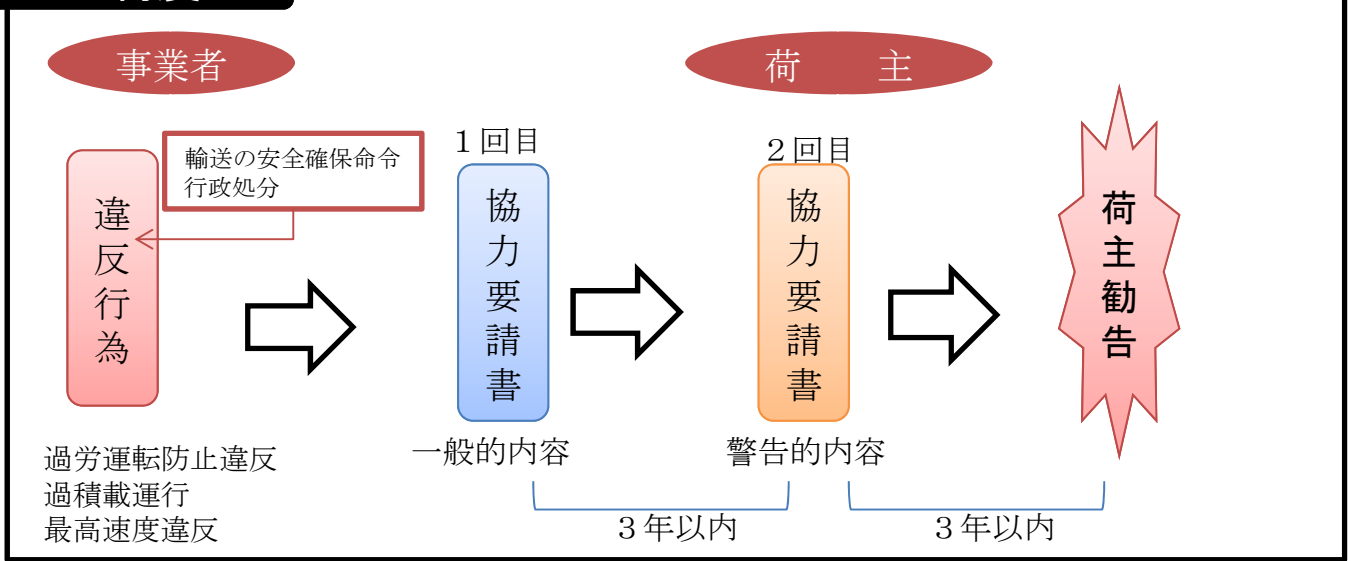 事業者
荷 主
輸送の安全確保命令
行政処分
違反行為
1回目
協力要請書
一般的内容
2回目
協力要請書
警告的内容
荷主勧告
過労運転防止違反
過積載運行
最高速度違反
3年以内
3年以内